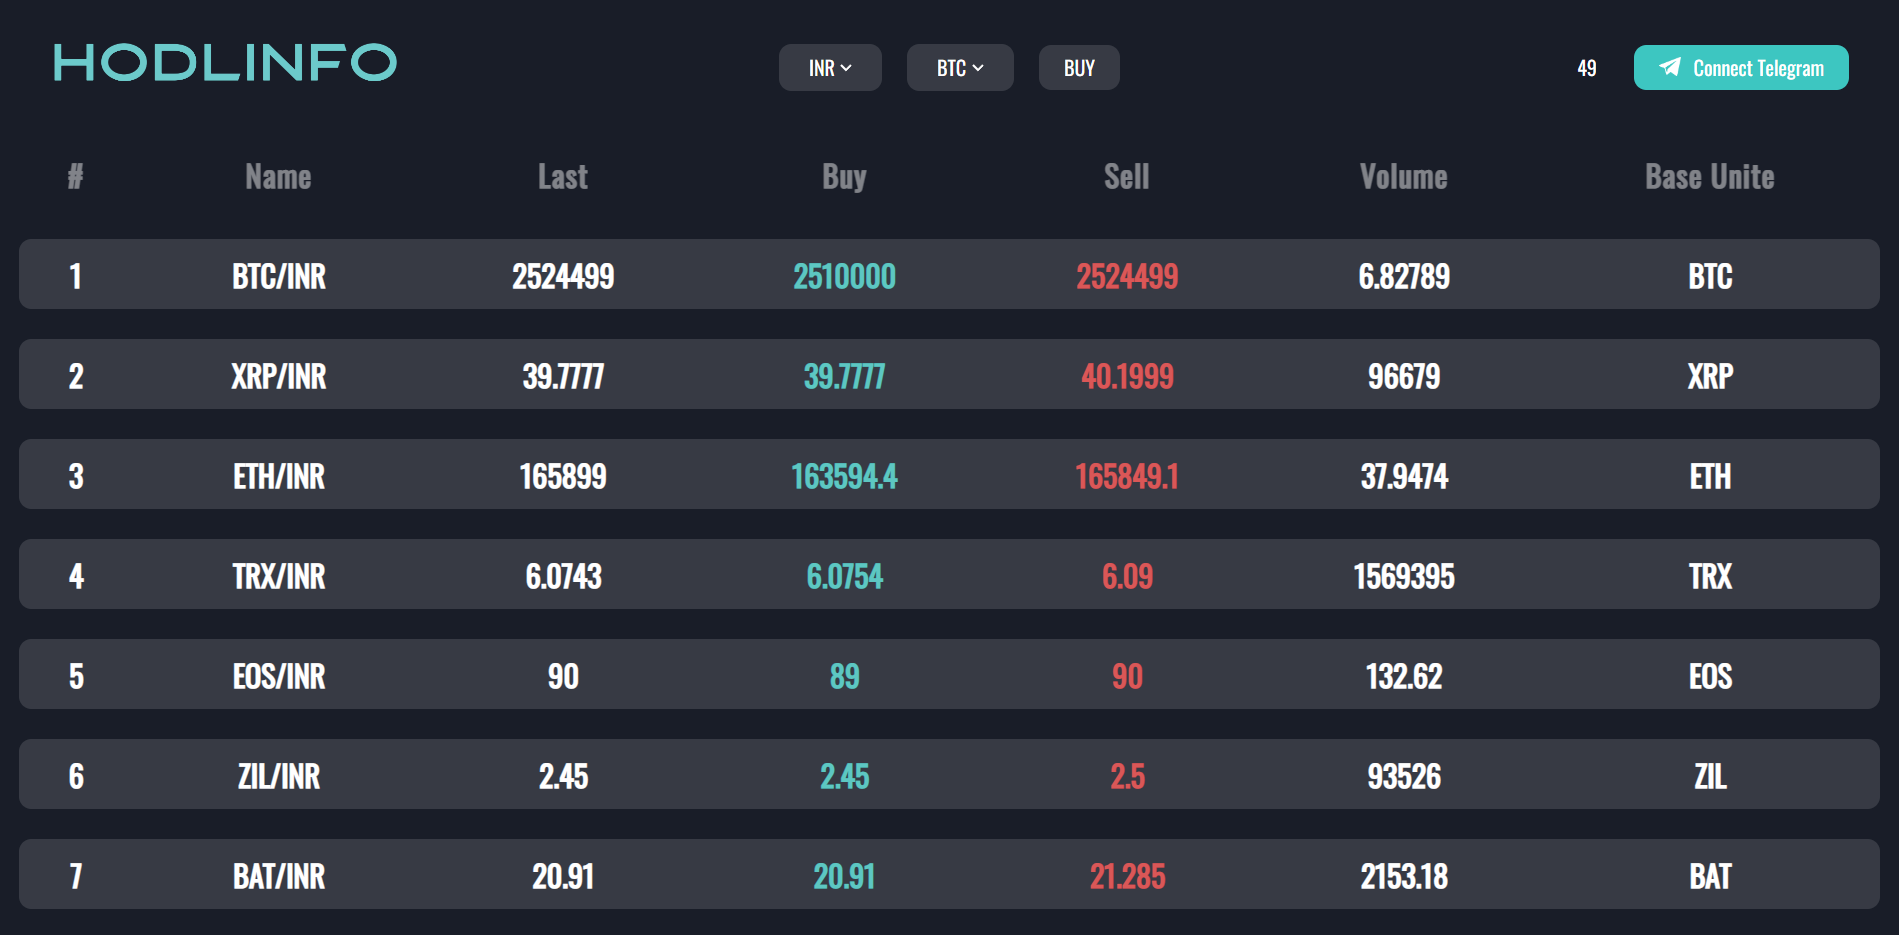 HODLINFO INR BTC BUY 49 Connect Telegram
# Name Last Buy Sell Volume Base Unite
1 BTC/INR 2524499 2510000 2524499 6.82789 BTC
2 XRP/INR 39.7777 39.7777 40.1999 96679 XRP
3 ETH/INR 165899 163594.4 165849.1 37.9474 ETH
4 TRX/INR 6.0743 6.0754 6.09 1569395 TRX
5 EOS/INR 90 89 90 132.62 EOS
6 ZIL/INR 2.45 2.45 2.5 93526 ZIL
7 BAT/INR 20.91 20.91 21.285 2153.18 BAT